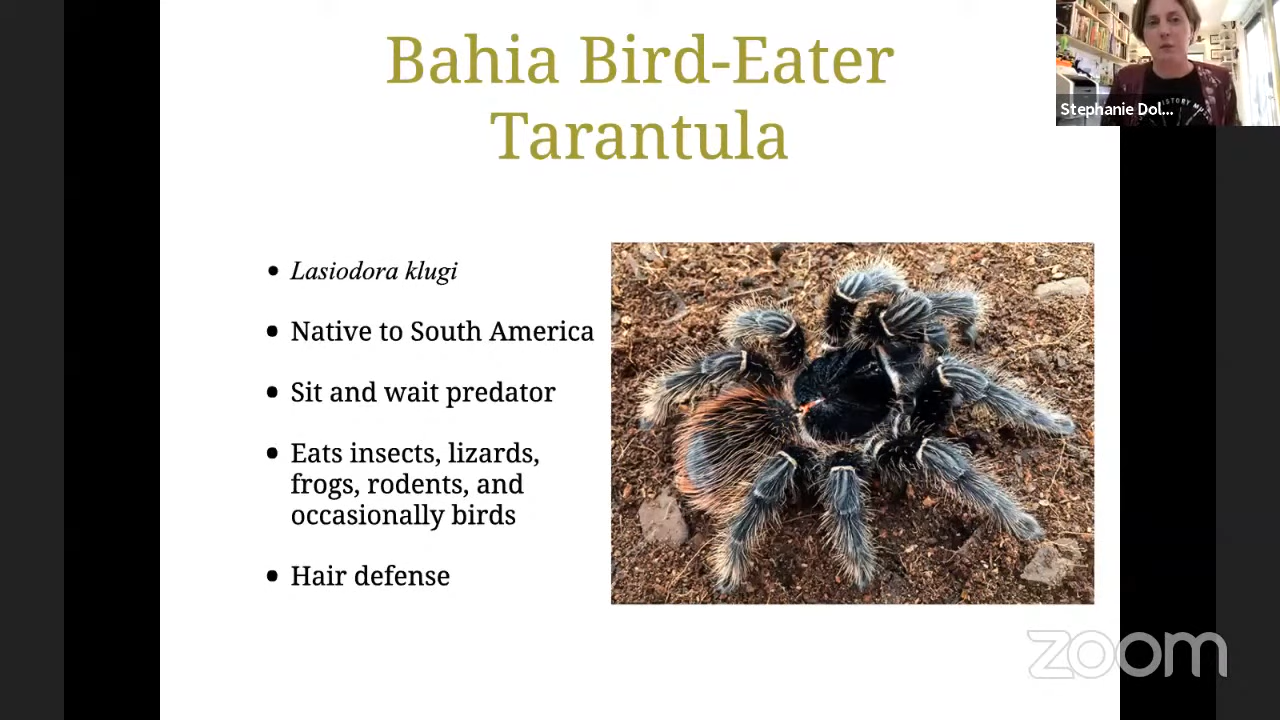 Bahia Bird-Eater
Tarantula
Stephanie Dol...
• Lasiodora klugi
• Native to South America
• Sit and wait predator
• Eats insects, lizards,
frogs, rodents, and
occasionally birds
• Hair defense
zoom